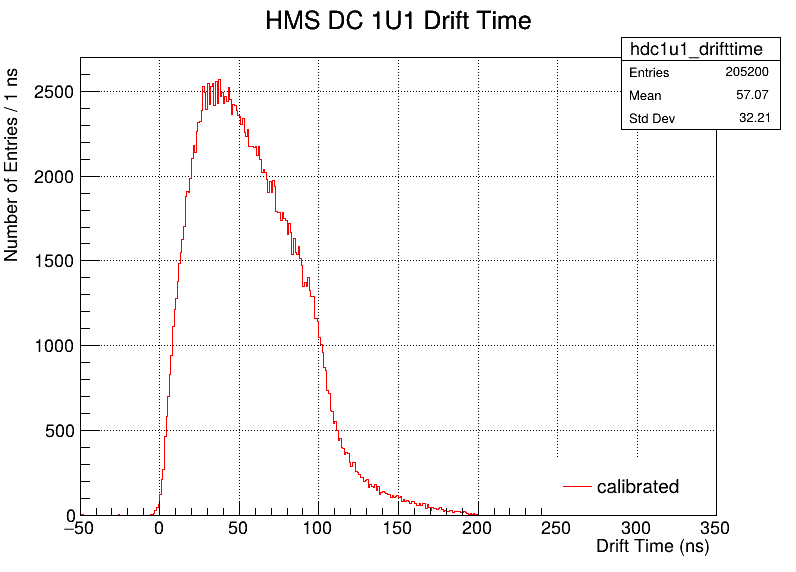 HMS DC 1U1 Drift Time
hdc1u1_drifttime
Entries 205200
Mean 57.07
Std Dev 32.21
Number of Entries / 1 ns
2500
2000
1500
1000
500
0
−50 0 50 100 150 200 250 300 350
Drift Time (ns)
calibrated